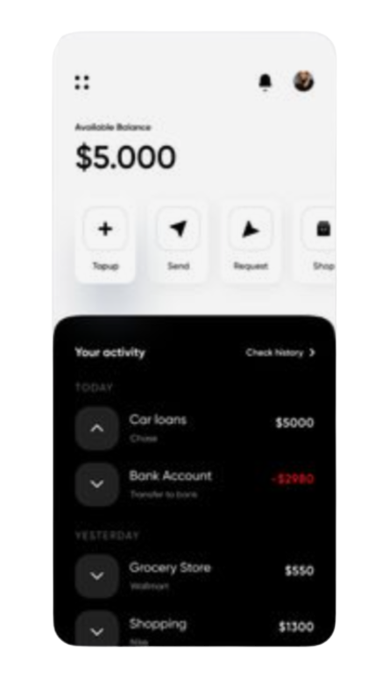 Available Balance
$5.000
Topup
Send
Request
Shop
Your activity
Check history
TODAY
Car loans
$5000
Chase
Bank Account
-$2980
Transfer to bank
YESTERDAY
Grocery Store
$550
Walmart
Shopping
$1300
Nike